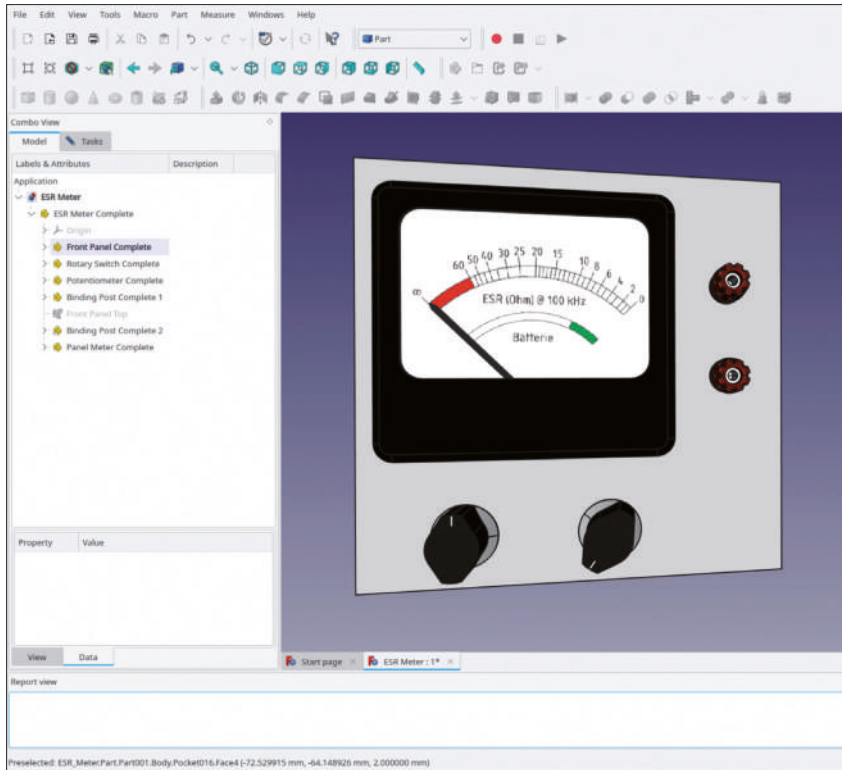 File Edit View Tools Macro Part Measure Windows Help
Part
Combo View
Model Tasks
Labels & Attributes Description
Application
ESR Meter
ESR Meter Complete
Origin
Front Panel Complete
Rotary Switch Complete
Potentiometer Complete
Binding Post Complete 1
Front Panel Top
Binding Post Complete 2
Panel Meter Complete
∞ 60 50 40 30 25 20 15 10 8 6 4 2 0
ESR (Ohm) @ 100 kHz
Batterie
Property Value
View Data
Start page ESR Meter : 1*
Report view
Preselected: ESR_Meter.Part.Part001.Body.Pocket016.Face4 (-72.529915 mm, -64.148926 mm, 2.000000 mm)